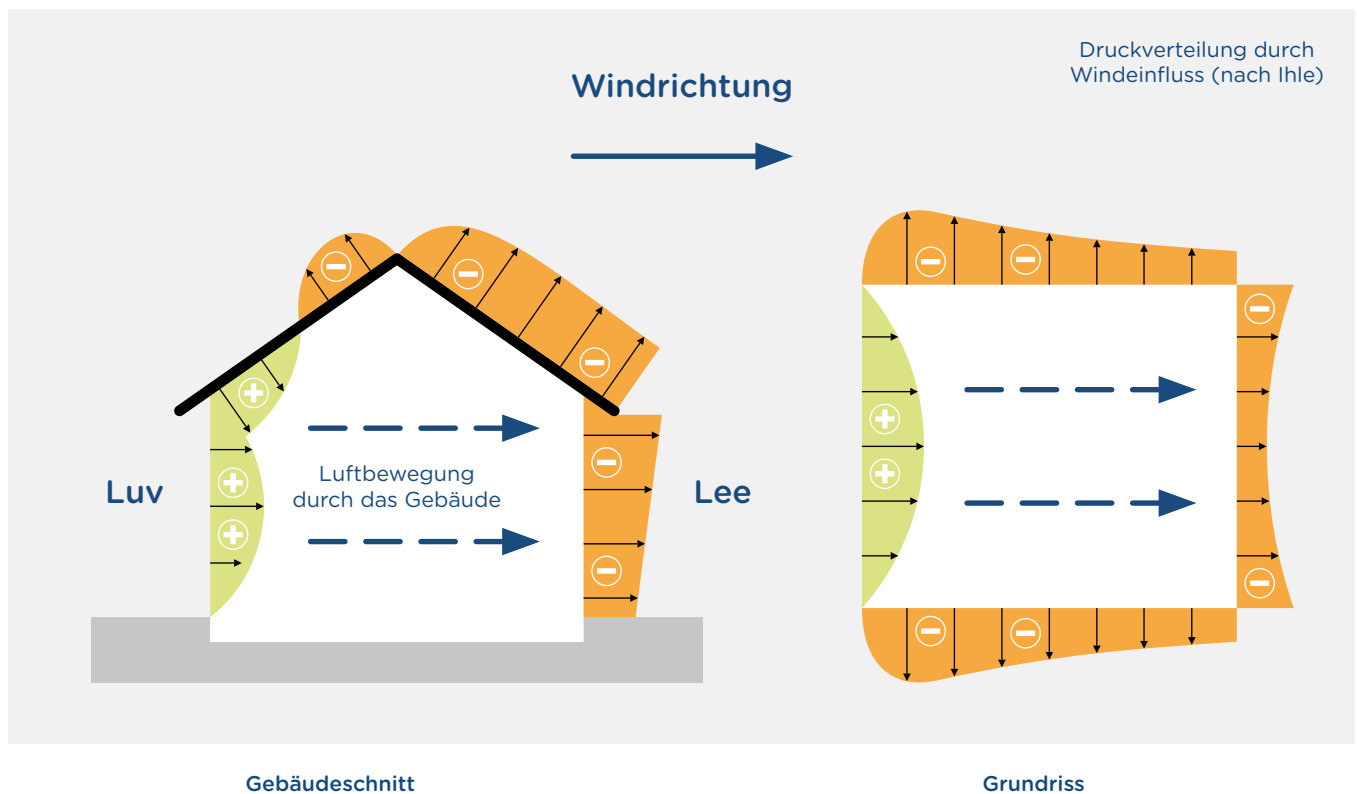 Druckverteilung durch
Windeinfluss (nach Ihle)
Windrichtung
Luv
Luftbewegung
durch das Gebäude
Lee
Gebäudeschnitt
Grundriss